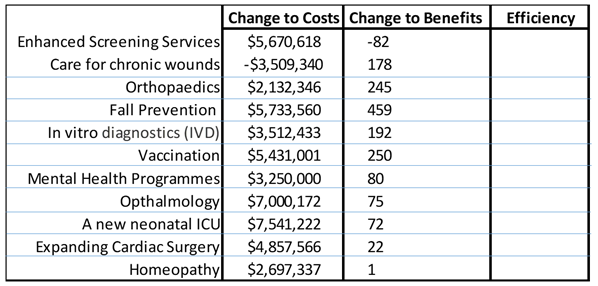 Change to Costs Change to Benefits Efficiency
Enhanced Screening Services $5,670,618 -82
Care for chronic wounds -$3,509,340 178
Orthopaedics $2,132,346 245
Fall Prevention $5,733,560 459
In vitro diagnostics (IVD) $3,512,433 192
Vaccination $5,431,001 250
Mental Health Programmes $3,250,000 80
Opthalmology $7,000,172 75
A new neonatal ICU $7,541,222 72
Expanding Cardiac Surgery $4,857,566 22
Homeopathy $2,697,337 1